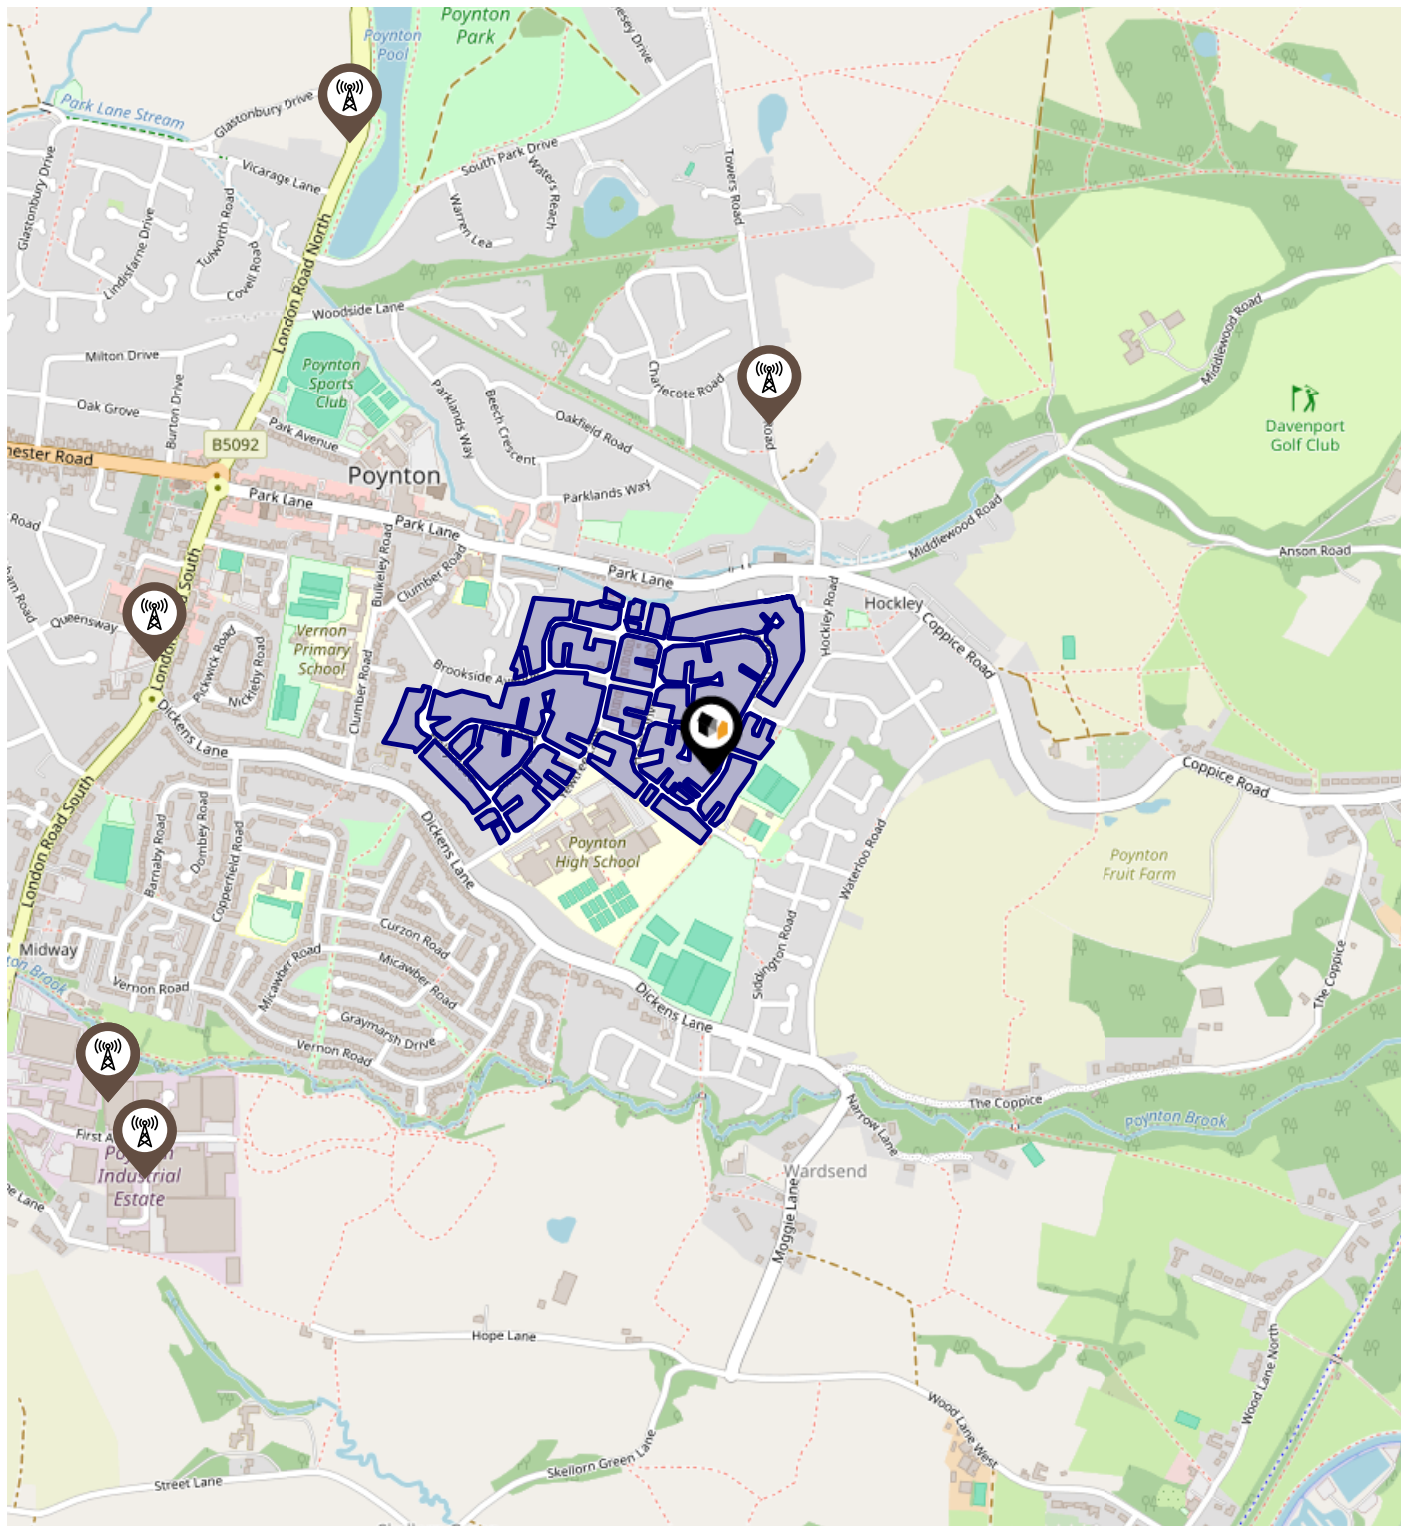 Poynton
Park
Poynton
Pool
Park Lane Stream
Glastonbury Drive
Vicarage Lane
South Park Drive
Waters
Reach
Warren Lea
Towers Road
Glastonbury Drive
Lindisfarne Drive
Tulworth Road
Covell Road
London Road North
Woodside Lane
Milton Drive
Oak Grove
Burton Drive
Poynton
Sports
Club
Park Avenue
Parklands Way
Beech Crescent
Oakfield Road
Charlecote Road
Road
Middlewood Road
Davenport
Golf Club
B5092
Poynton
Park Lane
Park Lane
Parklands Way
Middlewood Road
Anson Road
Road
Queensway
Bulkeley Road
Clumber Road
Park Lane
Hockley
Hockley Road
Coppice Road
Vernon
Primary
School
Pickwick Road
Nickleby Road
Clumber Road
Dickens Lane
Coppice Road
London Road South
Barnaby Road
Dombey Road
Copperfield Road
Dickens Lane
Poynton
High School
Waterloo Road
Poynton
Fruit Farm
Midway
Curzon Road
Micawber Road
Micawber Road
Siddington Road
The Coppice
Vernon Road
Graymarsh Drive
Vernon Road
Dickens Lane
The Coppice
Poynton Brook
Narrow Lane
Wardsend
Industrial
Estate
Moggie Lane
Hope Lane
Wood Lane North
Wood Lane West
Skellorn Green Lane
Street Lane